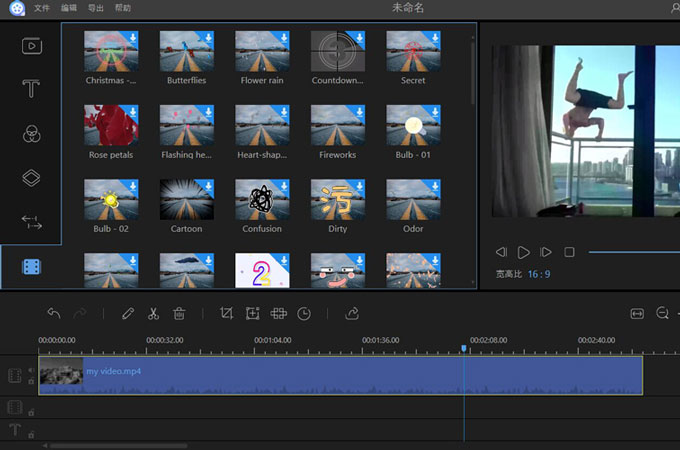 文件 编辑 导出 帮助
未命名
Christmas -...
Butterflies
Flower rain
Countdown...
Secret
Rose petals
Flashing he...
Heart-shap...
Fireworks
Bulb - 01
Bulb - 02
Cartoon
Confusion
污
Dirty
Odor
2
宽高比 16 : 9
00:00:00.00 00:00:32.00 00:01:04.00 00:01:36.00 00:02:08.00 00:02:40.00
my video.mp4